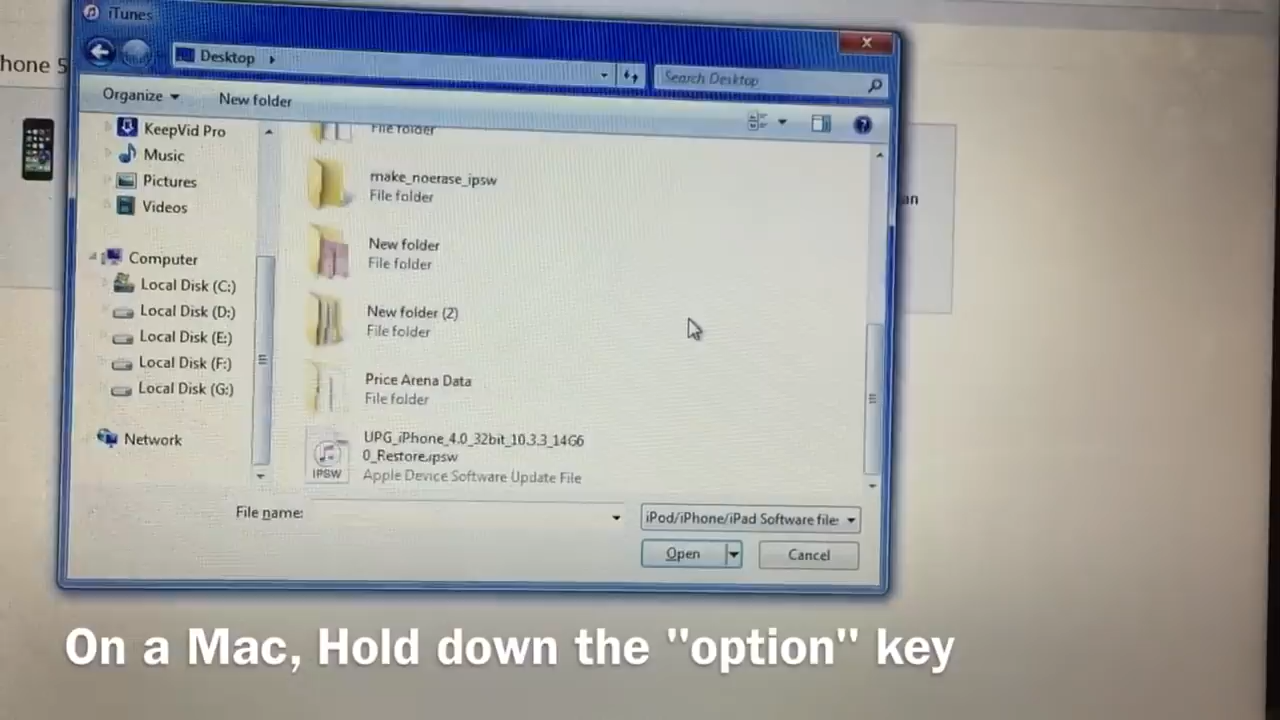 iTunes
hone 5
Desktop
Search Desktop
Organize
New folder
KeepVid Pro
Music
Pictures
Videos
Computer
Local Disk (C:)
Local Disk (D:)
Local Disk (E:)
Local Disk (F:)
Local Disk (G:)
Network
File folder
make_noerase_ipsw
File folder
New folder
File folder
New folder (2)
File folder
Price Arena Data
File folder
UPG_iPhone_4.0_32bit_10.3.3_14G6
0_Restore.ipsw
IPSW
Apple Device Software Update File
an
File name:
iPod/iPhone/iPad Software file
Open
Cancel
On a Mac, Hold down the "option" key